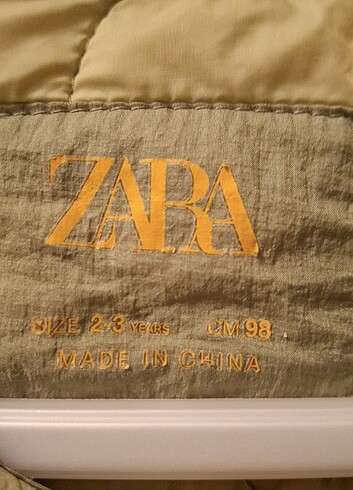 ZARA
SIZE 2-3 YEARS CM 98
MADE IN CHINA